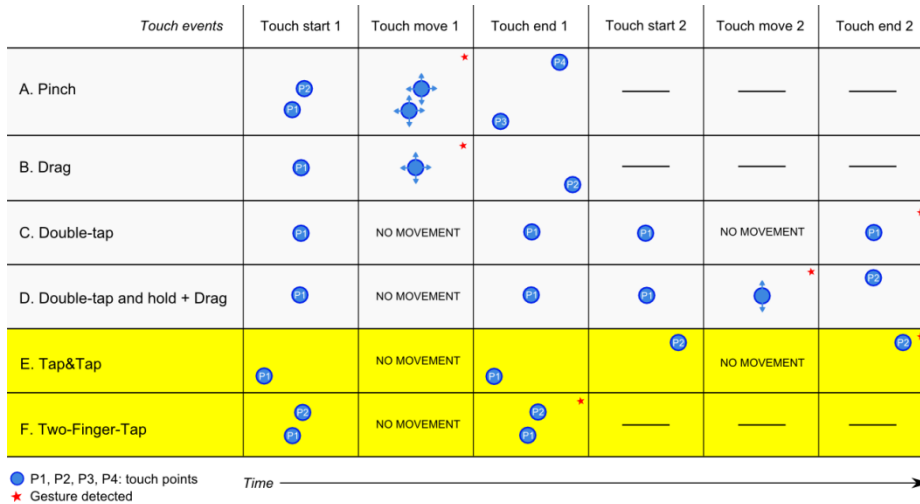 Touch events Touch start 1 Touch move 1 Touch end 1 Touch start 2 Touch move 2 Touch end 2
P4
A. Pinch P2
P1
P3
B. Drag P1
P2
C. Double-tap P1 NO MOVEMENT P1 P1 NO MOVEMENT P1
P2
D. Double-tap and hold + Drag P1 NO MOVEMENT P1 P1
P2 P2
E. Tap&Tap NO MOVEMENT NO MOVEMENT
P1 P1
P2 P2
F. Two-Finger-Tap NO MOVEMENT
P1 P1
P1, P2, P3, P4: touch points Time
Gesture detected